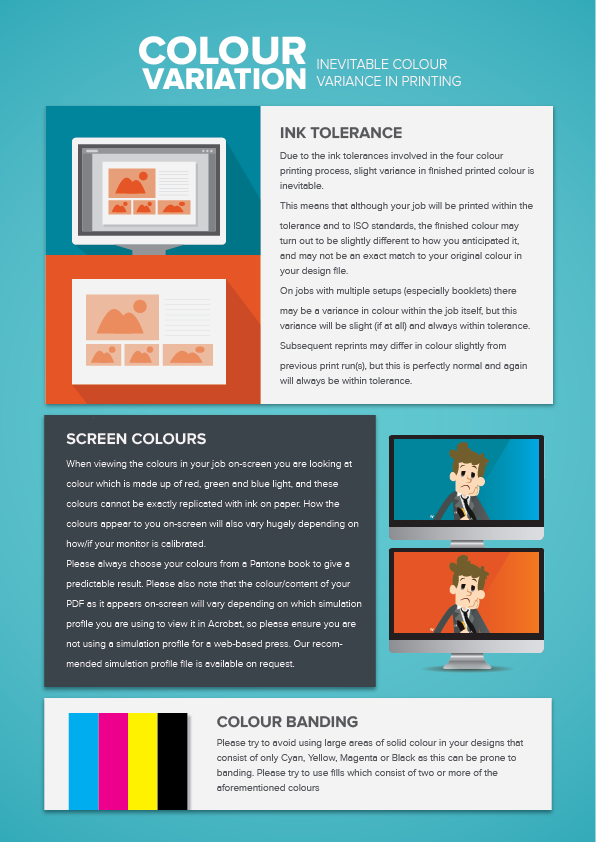 COLOUR
VARIATION
INEVITABLE COLOUR
VARIANCE IN PRINTING
INK TOLERANCE
Due to the ink tolerances involved in the four colour
printing process, slight variance in finished printed colour is
inevitable.
This means that although your job will be printed within the
tolerance and to ISO standards, the finished colour may
turn out to be slightly different to how you anticipated it,
and may not be an exact match to your original colour in
your design file.
On jobs with multiple setups (especially booklets) there
may be a variance in colour within the job itself, but this
variance will be slight (if at all) and always within tolerance.
Subsequent reprints may differ in colour slightly from
previous print run(s), but this is perfectly normal and again
will always be within tolerance.
SCREEN COLOURS
When viewing the colours in your job on-screen you are looking at
colour which is made up of red, green and blue light, and these
colours cannot be exactly replicated with ink on paper. How the
colours appear to you on-screen will also vary hugely depending on
how/if your monitor is calibrated.
Please always choose your colours from a Pantone book to give a
predictable result. Please also note that the colour/content of your
PDF as it appears on-screen will vary depending on which simulation
profile you are using to view it in Acrobat, so please ensure you are
not using a simulation profile for a web-based press. Our recom-
mended simulation profile file is available on request.
COLOUR BANDING
Please try to avoid using large areas of solid colour in your designs that
consist of only Cyan, Yellow, Magenta or Black as this can be prone to
banding. Please try to use fills which consist of two or more of the
aforementioned colours